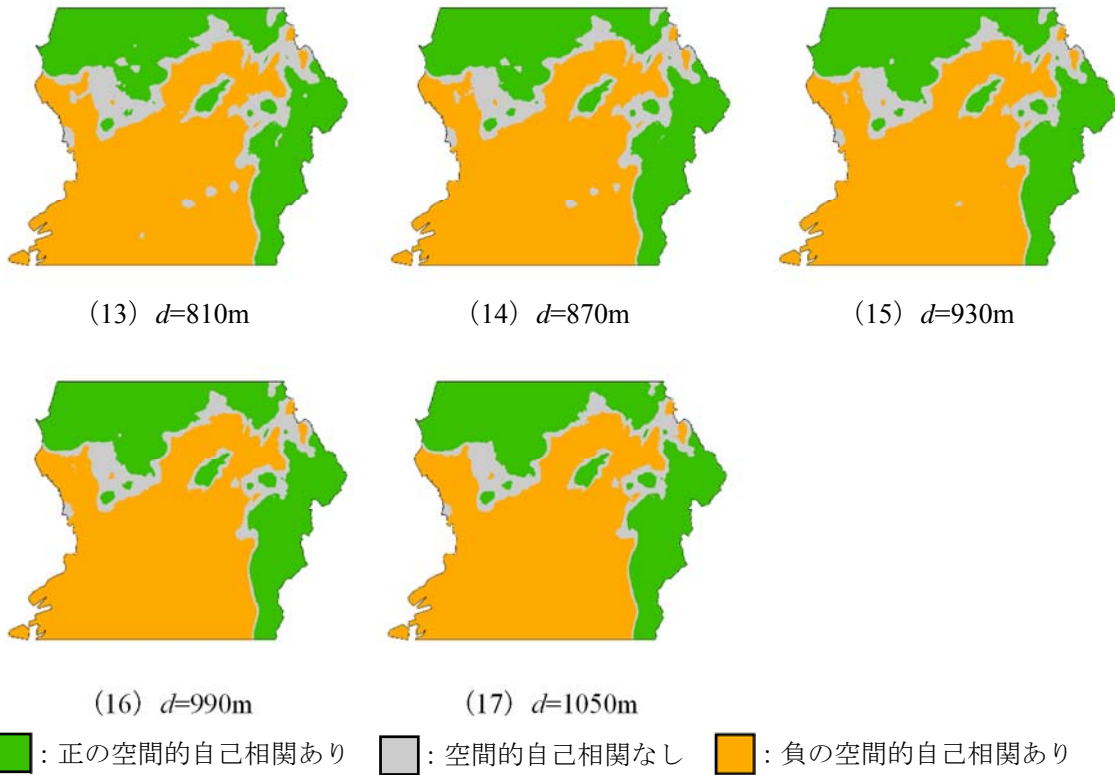 （13）d=810m
（14）d=870m
（15）d=930m
（16）d=990m
（17）d=1050m
：正の空間的自己相関あり
：空間的自己相関なし
：負の空間的自己相関あり